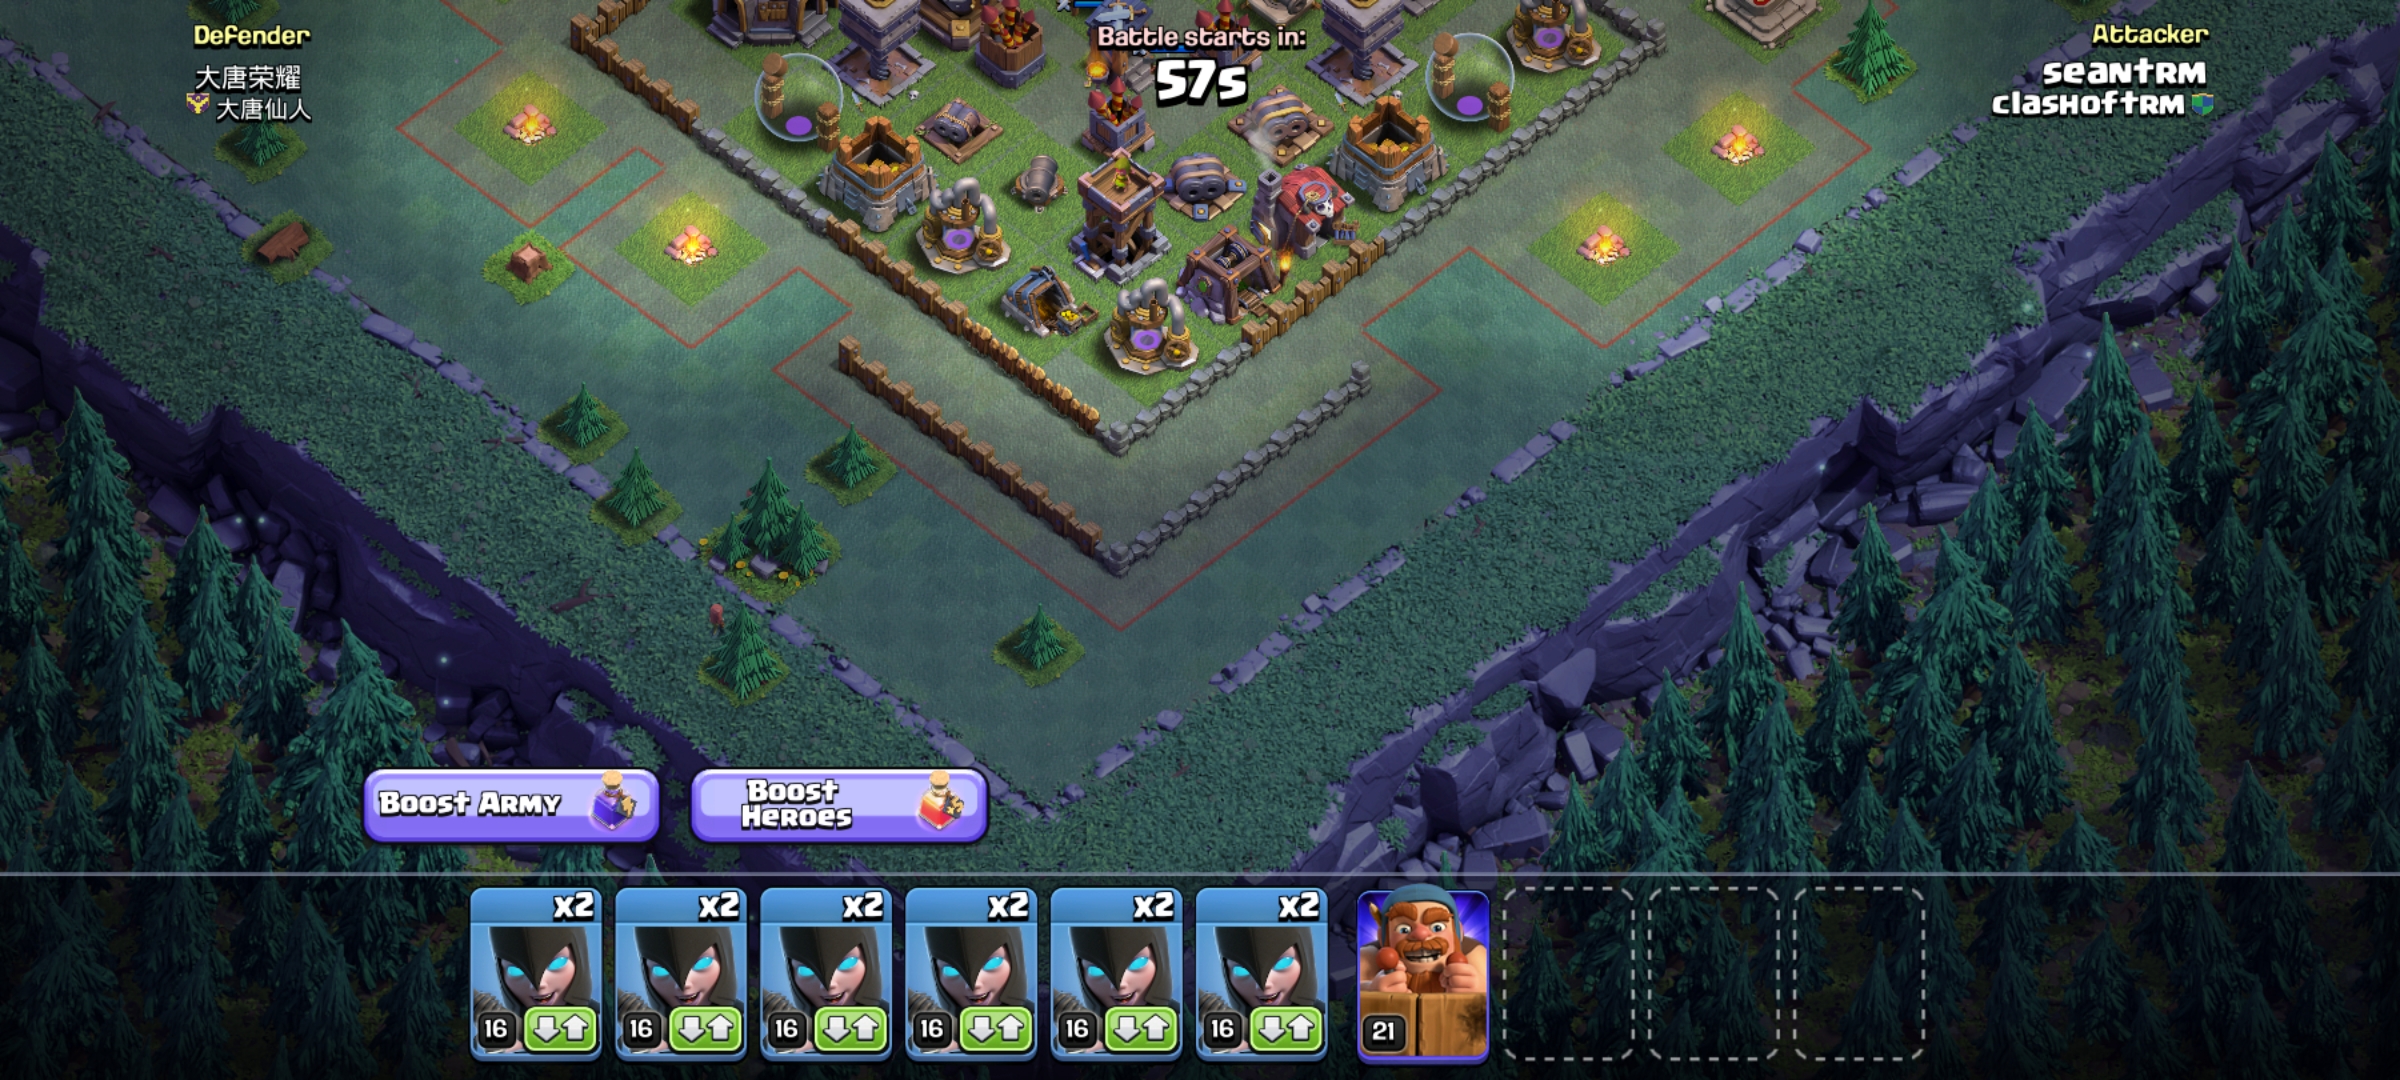 Defender
大唐荣耀
大唐仙人
Battle starts in:
57s
Attacker
seantRM
clashoftRM
Boost Army
Boost
Heroes
x2
x2
x2
x2
x2
x2
16
16
16
16
16
16
21